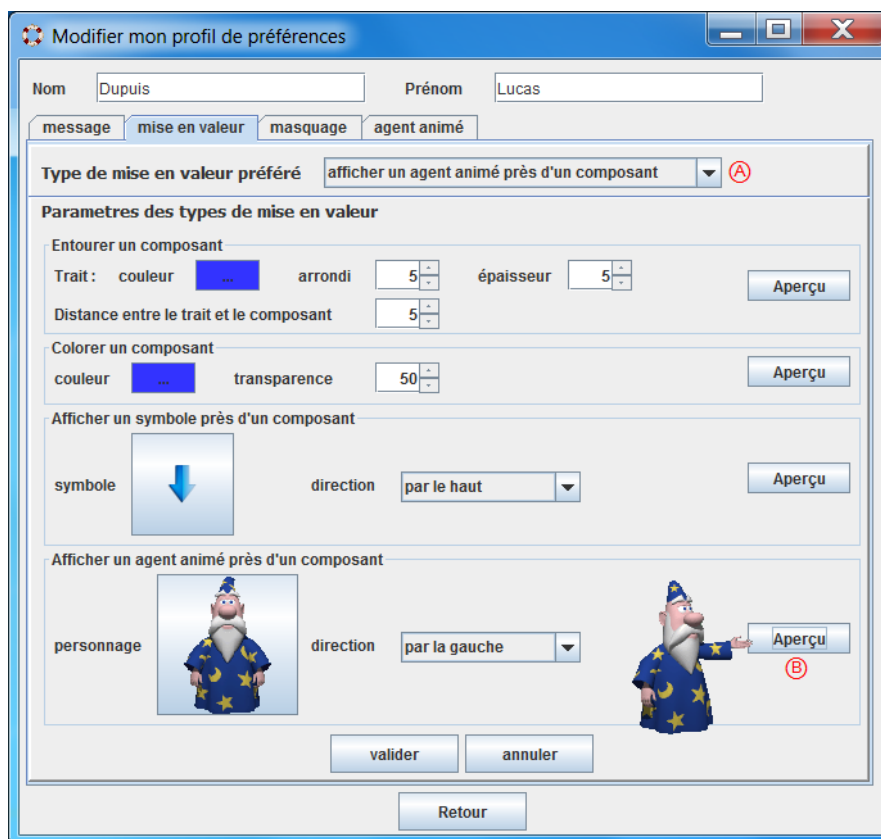 Modifier mon profil de préférences
Nom Dupuis Prénom Lucas
message mise en valeur masquage agent animé
Type de mise en valeur préféré afficher un agent animé près d'un composant A
Parametres des types de mise en valeur
Entourer un composant
Trait : couleur ... arrondi 5 épaisseur 5 Aperçu
Distance entre le trait et le composant 5
Colorer un composant
couleur ... transparence 50 Aperçu
Afficher un symbole près d'un composant
symbole direction par le haut Aperçu
Afficher un agent animé près d'un composant
personnage direction par la gauche Aperçu
B
valider annuler
Retour